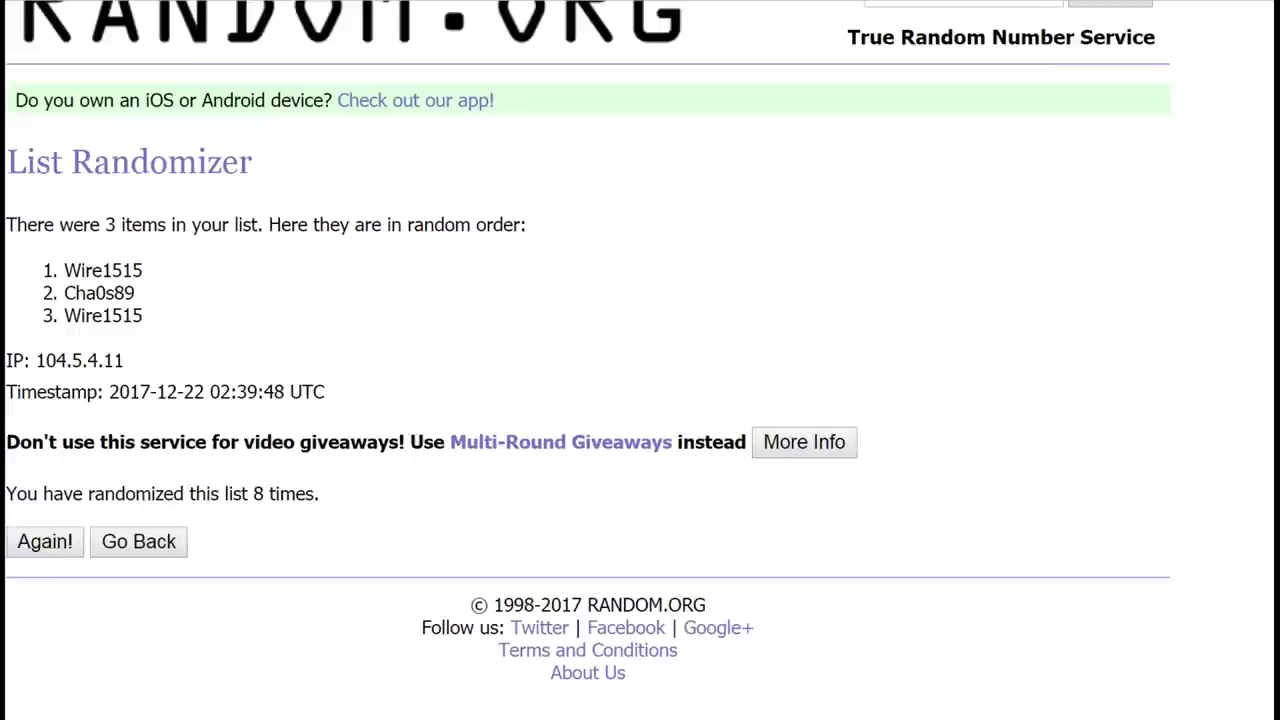 RANDOM.ORG
True Random Number Service
Do you own an iOS or Android device? Check out our app!
List Randomizer
There were 3 items in your list. Here they are in random order:
1. Wire1515
2. Cha0s89
3. Wire1515
IP: 104.5.4.11
Timestamp: 2017-12-22 02:39:48 UTC
Don't use this service for video giveaways! Use Multi-Round Giveaways instead More Info
You have randomized this list 8 times.
Again! Go Back
© 1998-2017 RANDOM.ORG
Follow us: Twitter | Facebook | Google+
Terms and Conditions
About Us